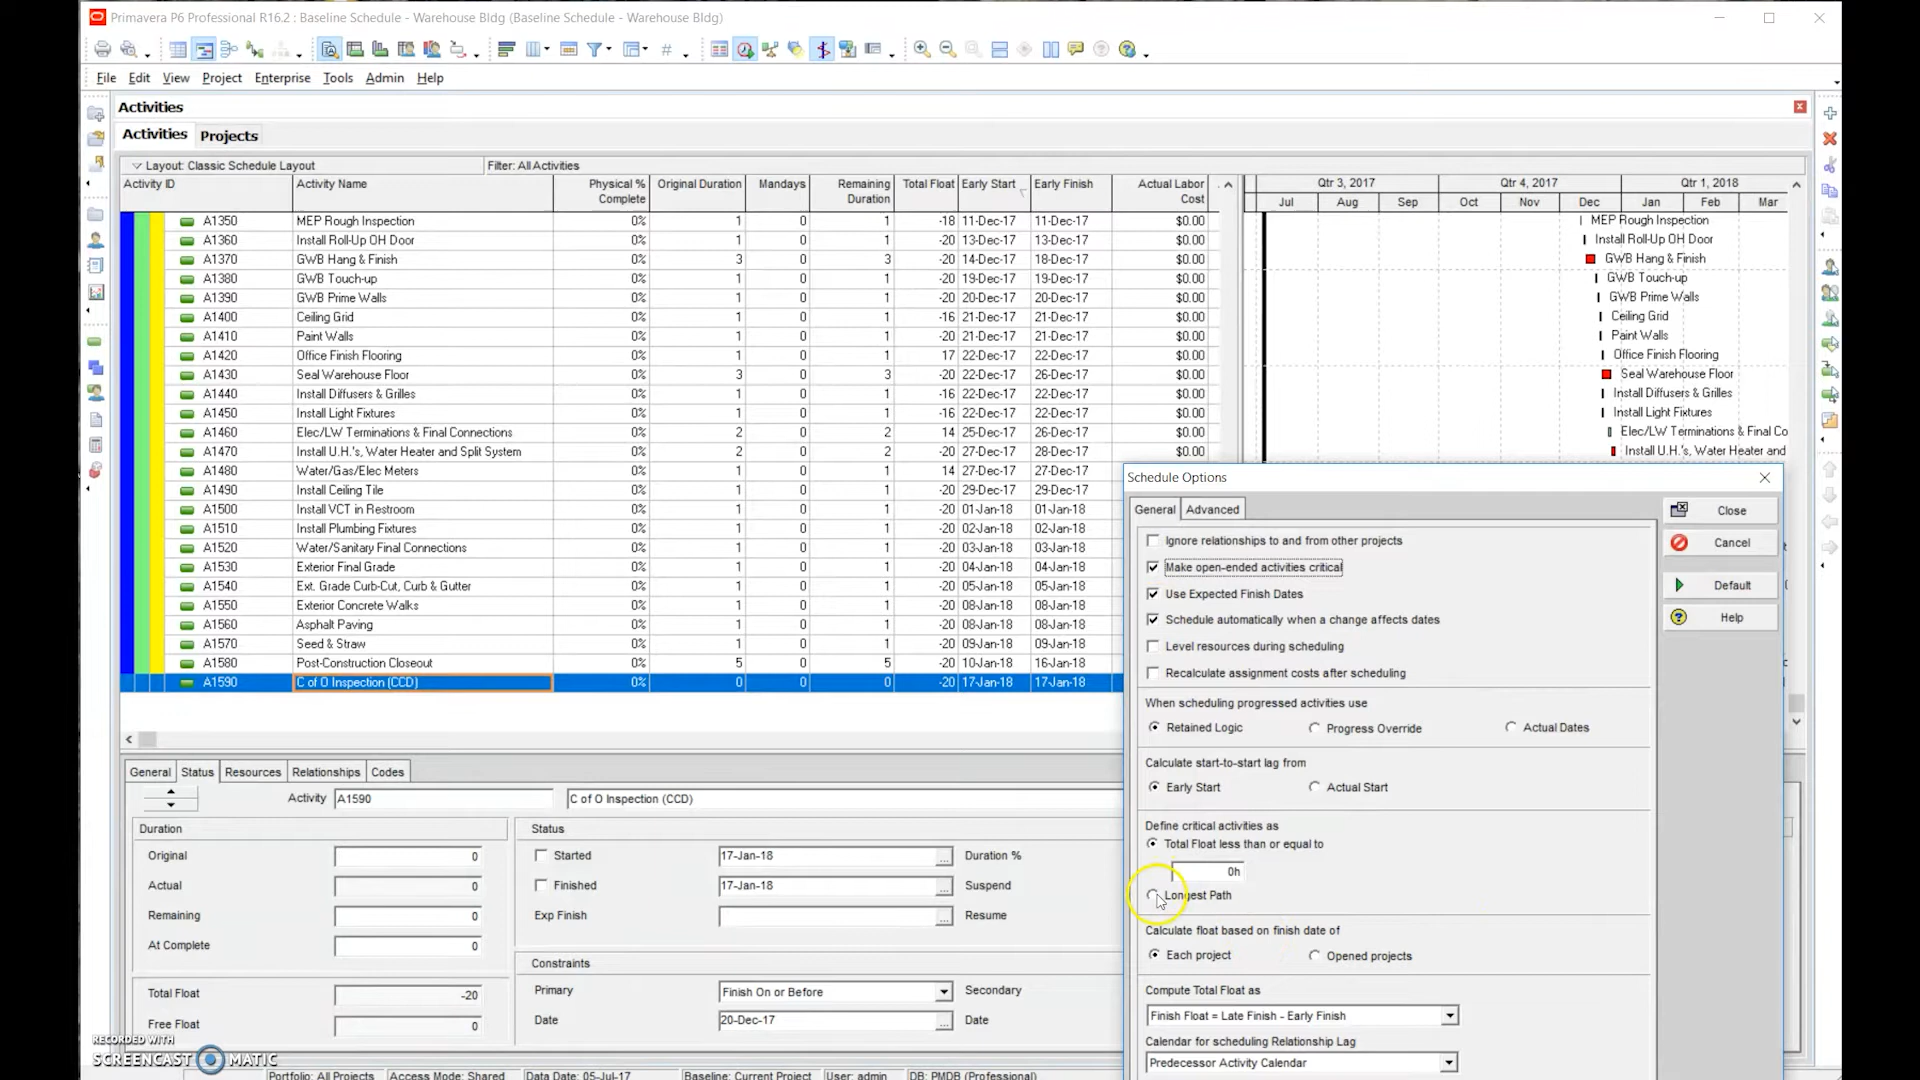 Primavera P6 Professional R16.2 : Baseline Schedule - Warehouse Bldg (Baseline Schedule - Warehouse Bldg)
File Edit View Project Enterprise Tools Admin Help
Activities
Activities Projects
Layout: Classic Schedule Layout Filter: All Activities
Activity ID Activity Name Physical % Complete Original Duration Mandays Remaining Duration Total Float Early Start Early Finish Actual Labor Cost
Qtr 3, 2017 Qtr 4, 2017 Qtr 1, 2018
Jul Aug Sep Oct Nov Dec Jan Feb Mar
A1350 MEP Rough Inspection 0% 1 0 1 -18 11-Dec-17 11-Dec-17 $0.00 MEP Rough Inspection
A1360 Install Roll-Up OH Door 0% 1 0 1 -20 13-Dec-17 13-Dec-17 $0.00 Install Roll-Up OH Door
A1370 GWB Hang & Finish 0% 3 0 3 -20 14-Dec-17 18-Dec-17 $0.00 GWB Hang & Finish
A1380 GWB Touch-up 0% 1 0 1 -20 19-Dec-17 19-Dec-17 $0.00 GWB Touch-up
A1390 GWB Prime Walls 0% 1 0 1 -20 20-Dec-17 20-Dec-17 $0.00 GWB Prime Walls
A1400 Ceiling Grid 0% 1 0 1 -16 21-Dec-17 21-Dec-17 $0.00 Ceiling Grid
A1410 Paint Walls 0% 1 0 1 -20 21-Dec-17 21-Dec-17 $0.00 Paint Walls
A1420 Office Finish Flooring 0% 1 0 1 17 22-Dec-17 22-Dec-17 $0.00 Office Finish Flooring
A1430 Seal Warehouse Floor 0% 3 0 3 -20 22-Dec-17 26-Dec-17 $0.00 Seal Warehouse Floor
A1440 Install Diffusers & Grilles 0% 1 0 1 -16 22-Dec-17 22-Dec-17 $0.00 Install Diffusers & Grilles
A1450 Install Light Fixtures 0% 1 0 1 -16 22-Dec-17 22-Dec-17 $0.00 Install Light Fixtures
A1460 Elec/LW Terminations & Final Connections 0% 2 0 2 14 25-Dec-17 26-Dec-17 $0.00 Elec/LW Terminations & Final Co
A1470 Install U.H.'s, Water Heater and Split System 0% 2 0 2 -20 27-Dec-17 28-Dec-17 $0.00 Install U.H.'s, Water Heater and
A1480 Water/Gas/Elec Meters 0% 1 0 1 14 27-Dec-17 27-Dec-17
A1490 Install Ceiling Tile 0% 1 0 1 -20 29-Dec-17 29-Dec-17
A1500 Install VCT in Restroom 0% 1 0 1 -20 01-Jan-18 01-Jan-18
A1510 Install Plumbing Fixtures 0% 1 0 1 -20 02-Jan-18 02-Jan-18
A1520 Water/Sanitary Final Connections 0% 1 0 1 -20 03-Jan-18 03-Jan-18
A1530 Exterior Final Grade 0% 1 0 1 -20 04-Jan-18 04-Jan-18
A1540 Ext. Grade Curb-Cut, Curb & Gutter 0% 1 0 1 -20 05-Jan-18 05-Jan-18
A1550 Exterior Concrete Walks 0% 1 0 1 -20 08-Jan-18 08-Jan-18
A1560 Asphalt Paving 0% 1 0 1 -20 08-Jan-18 08-Jan-18
A1570 Seed & Straw 0% 1 0 1 -20 09-Jan-18 09-Jan-18
A1580 Post-Construction Closeout 0% 5 0 5 -20 10-Jan-18 16-Jan-18
A1590 C of O Inspection (CCD) 0% 0 0 0 -20 17-Jan-18 17-Jan-18
General Status Resources Relationships Codes
Activity A1590 C of O Inspection (CCD)
Duration Status
Original 0 Started 17-Jan-18 Duration %
Actual 0 Finished 17-Jan-18 Suspend
Remaining 0 Exp Finish Resume
At Complete 0
Constraints
Total Float -20 Primary Finish On or Before Secondary
Free Float 0 Date 20-Dec-17 Date
Schedule Options
General Advanced
Close
Cancel
Default
Help
Ignore relationships to and from other projects
Make open-ended activities critical
Use Expected Finish Dates
Schedule automatically when a change affects dates
Level resources during scheduling
Recalculate assignment costs after scheduling
When scheduling progressed activities use
Retained Logic Progress Override Actual Dates
Calculate start-to-start lag from
Early Start Actual Start
Define critical activities as
Total Float less than or equal to
0h
Longest Path
Calculate float based on finish date of
Each project Opened projects
Compute Total Float as
Finish Float = Late Finish - Early Finish
Calendar for scheduling Relationship Lag
Predecessor Activity Calendar
RECORDED WITH
SCREENCAST MATIC
Portfolio: All Projects Access Mode: Shared Data Date: 05-Jul-17 Baseline: Current Project User: admin DB: PMDB (Professional)